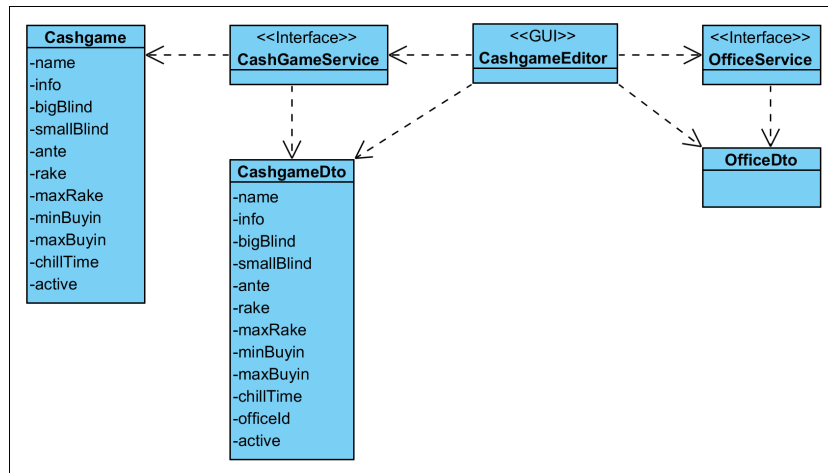 Cashgame
-name
-info
-bigBlind
-smallBlind
-ante
-rake
-maxRake
-minBuyin
-maxBuyin
-chillTime
-active
<<Interface>>
CashGameService
<<GUI>>
CashgameEditor
<<Interface>>
OfficeService
CashgameDto
-name
-info
-bigBlind
-smallBlind
-ante
-rake
-maxRake
-minBuyin
-maxBuyin
-chillTime
-officeId
-active
OfficeDto